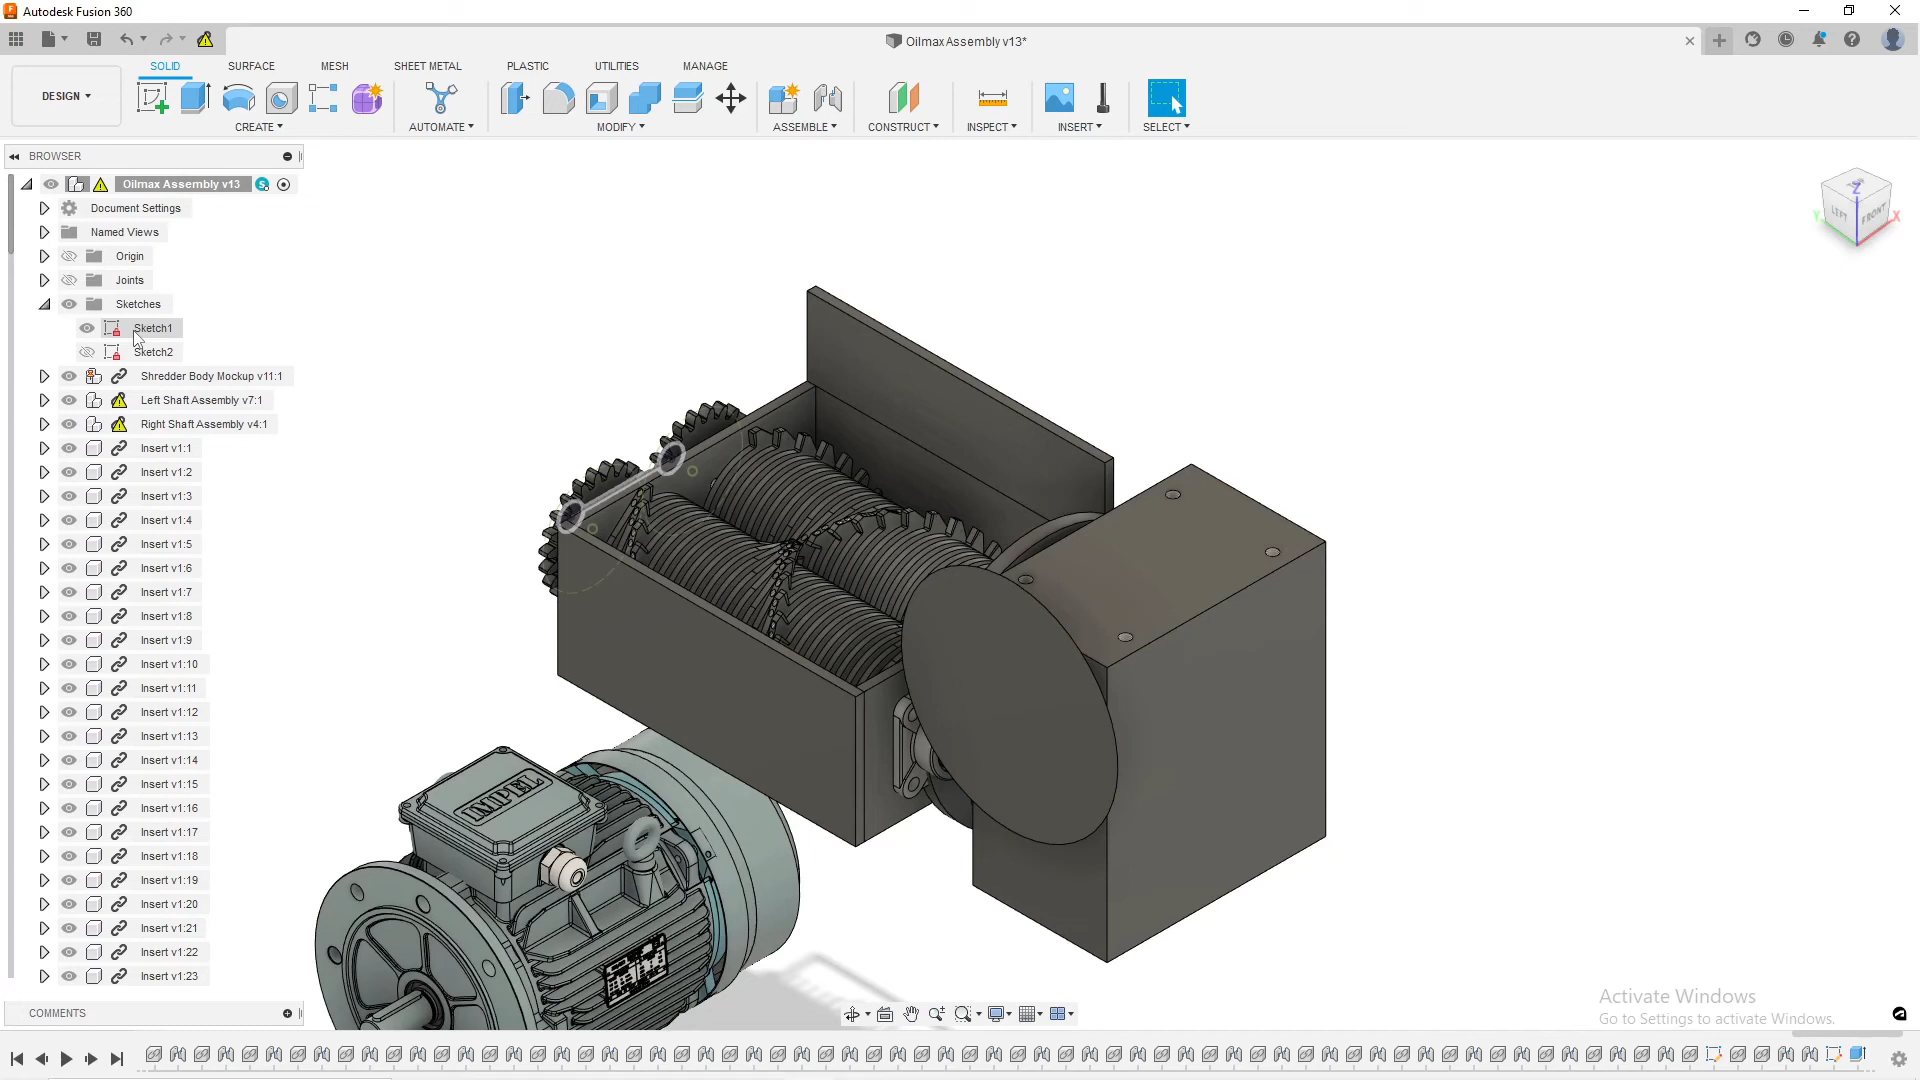 Autodesk Fusion 360
Oilmax Assembly v13*
DESIGN
SOLID
SURFACE
MESH
SHEET METAL
PLASTIC
UTILITIES
MANAGE
CREATE
AUTOMATE
MODIFY
ASSEMBLE
CONSTRUCT
INSPECT
INSERT
SELECT
BROWSER
Oilmax Assembly v13
Document Settings
Named Views
Origin
Joints
Sketches
Sketch1
Sketch2
Shredder Body Mockup v11:1
Left Shaft Assembly v7:1
Right Shaft Assembly v4:1
Insert v1:1
Insert v1:2
Insert v1:3
Insert v1:4
Insert v1:5
Insert v1:6
Insert v1:7
Insert v1:8
Insert v1:9
Insert v1:10
Insert v1:11
Insert v1:12
Insert v1:13
Insert v1:14
Insert v1:15
Insert v1:16
Insert v1:17
Insert v1:18
Insert v1:19
Insert v1:20
Insert v1:21
Insert v1:22
Insert v1:23
COMMENTS
Z
LEFT
FRONT
Y
X
IMPEL
Activate Windows
Go to Settings to activate Windows.